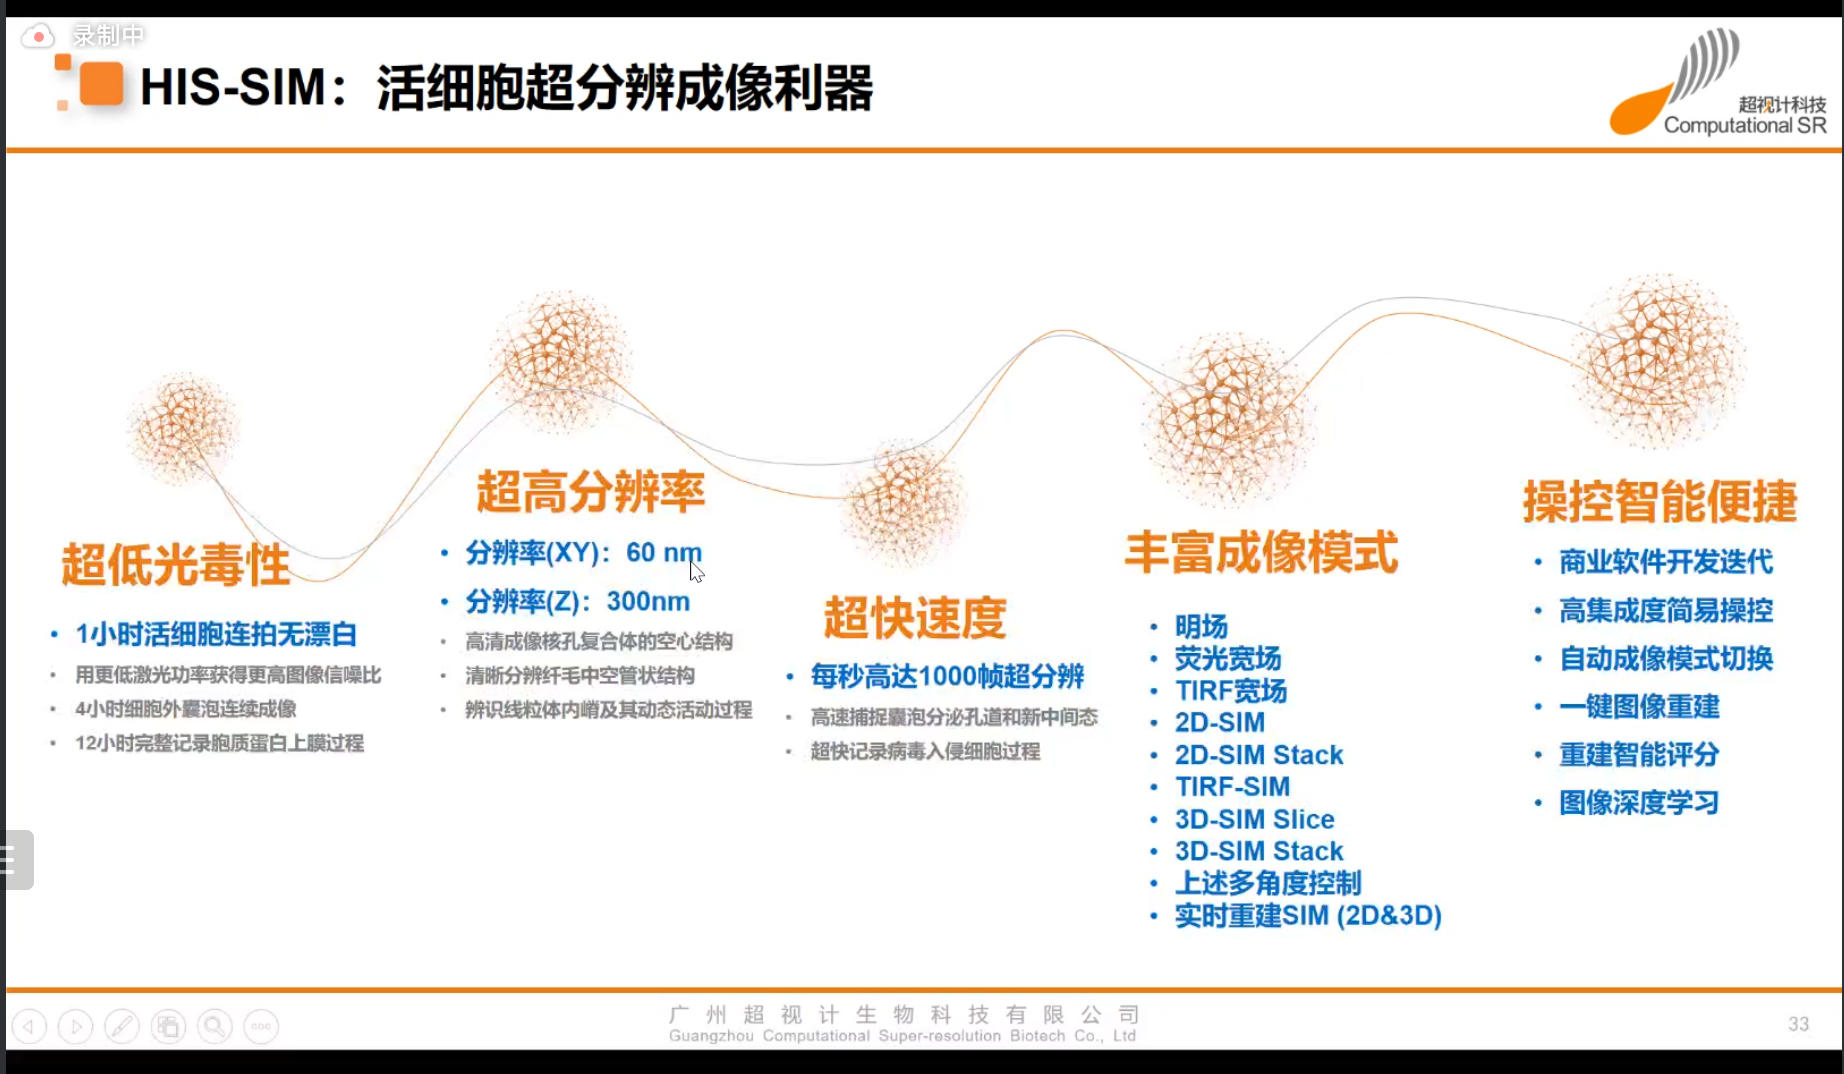 录制中
HIS-SIM：活细胞超分辨成像利器
超视计科技
Computational SR
超低光毒性
• 1小时活细胞连拍无漂白
• 用更低激光功率获得更高图像信噪比
• 4小时细胞外囊泡连续成像
• 12小时完整记录胞质蛋白上膜过程
超高分辨率
• 分辨率(XY)：60 nm
• 分辨率(Z)：300nm
• 高清成像核孔复合体的空心结构
• 清晰分辨纤毛中空管状结构
• 辨识线粒体内嵴及其动态活动过程
超快速度
• 每秒高达1000帧超分辨
• 高速捕捉囊泡分泌孔道和新中间态
• 超快记录病毒入侵细胞过程
丰富成像模式
• 明场
• 荧光宽场
• TIRF宽场
• 2D-SIM
• 2D-SIM Stack
• TIRF-SIM
• 3D-SIM Slice
• 3D-SIM Stack
• 上述多角度控制
• 实时重建SIM (2D&3D)
操控智能便捷
• 商业软件开发迭代
• 高集成度简易操控
• 自动成像模式切换
• 一键图像重建
• 重建智能评分
• 图像深度学习
广州超视计生物科技有限公司
Guangzhou Computational Super-resolution Biotech Co., Ltd
33